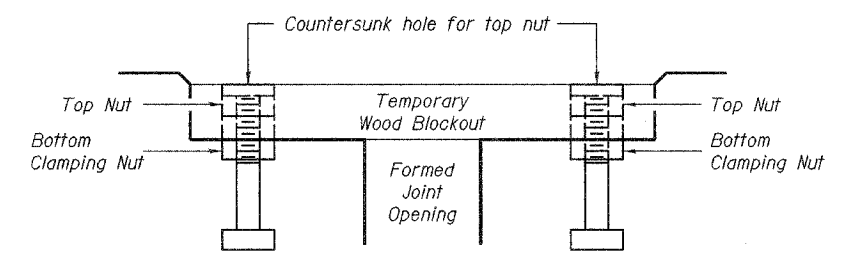 Countersunk hole for top nut
Top Nut
Temporary
Wood Blockout
Top Nut
Bottom
Clamping Nut
Bottom
Clamping Nut
Formed
Joint
Opening